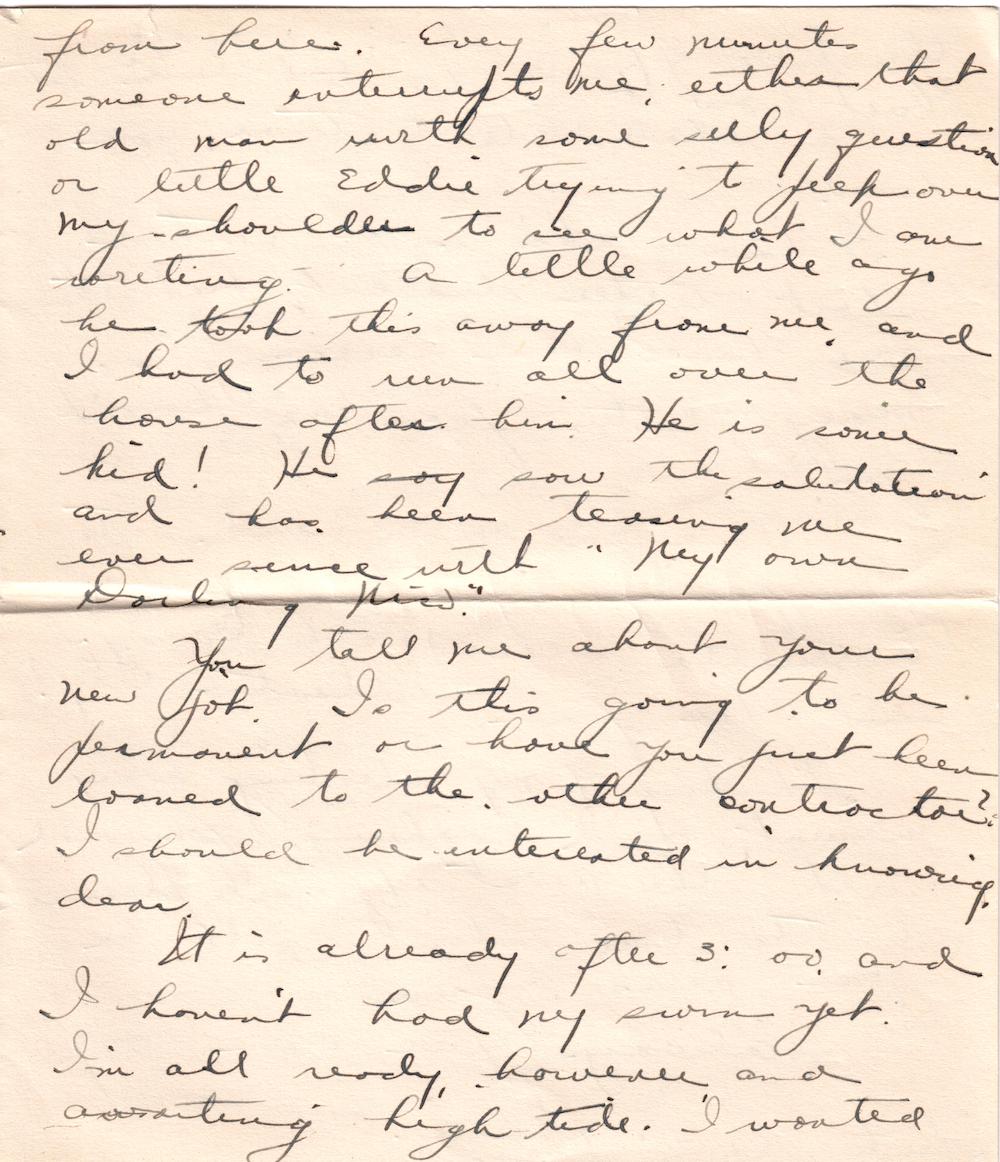 from here. Every few minutes
someone interrupts me, either that
old man with some silly question
or little Eddie trying to peep over
my shoulder to see what I am
writing. A little while ago
he took this away from me, and
I had to run all over the
house after him. He is some
kid! He say saw the salutation
and has been teasing me
ever since with "My own
Darling
You tell me about your
new job. Is this going to be
permanent or have you just been
loaned to the other contractor?
I should be interested in knowing,
dear.
It is already after 3:00, and
I haven't had my swim yet.
I'm all ready, however, and
awaiting high tide. I wanted